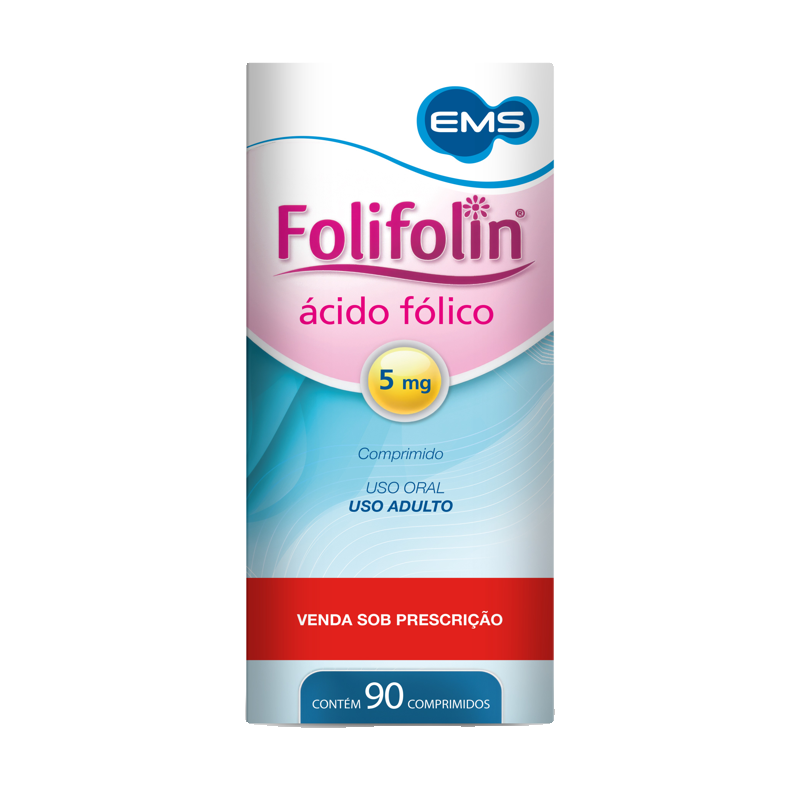 EMS
Folifolin®
ácido fólico
5 mg
Comprimido
USO ORAL
USO ADULTO
VENDA SOB PRESCRIÇÃO
CONTÉM 90 COMPRIMIDOS